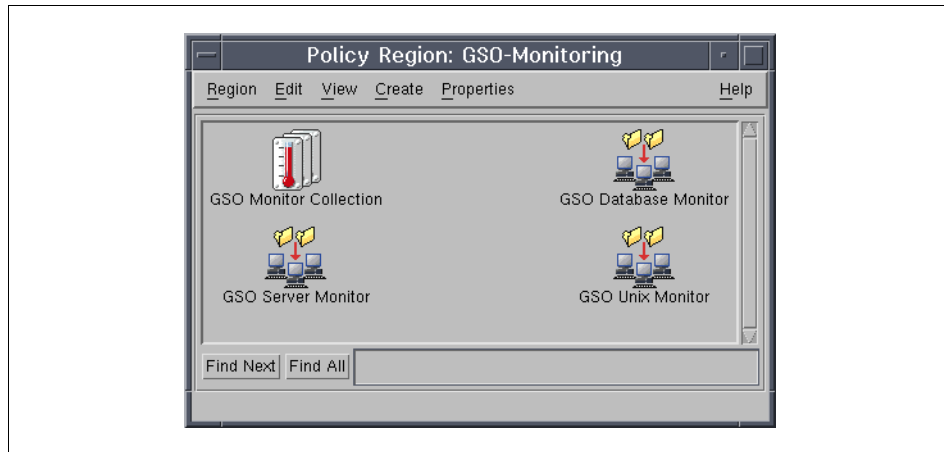 Policy Region: GSO-Monitoring
Region Edit View Create Properties Help
GSO Monitor Collection GSO Database Monitor
GSO Server Monitor GSO Unix Monitor
Find Next Find All